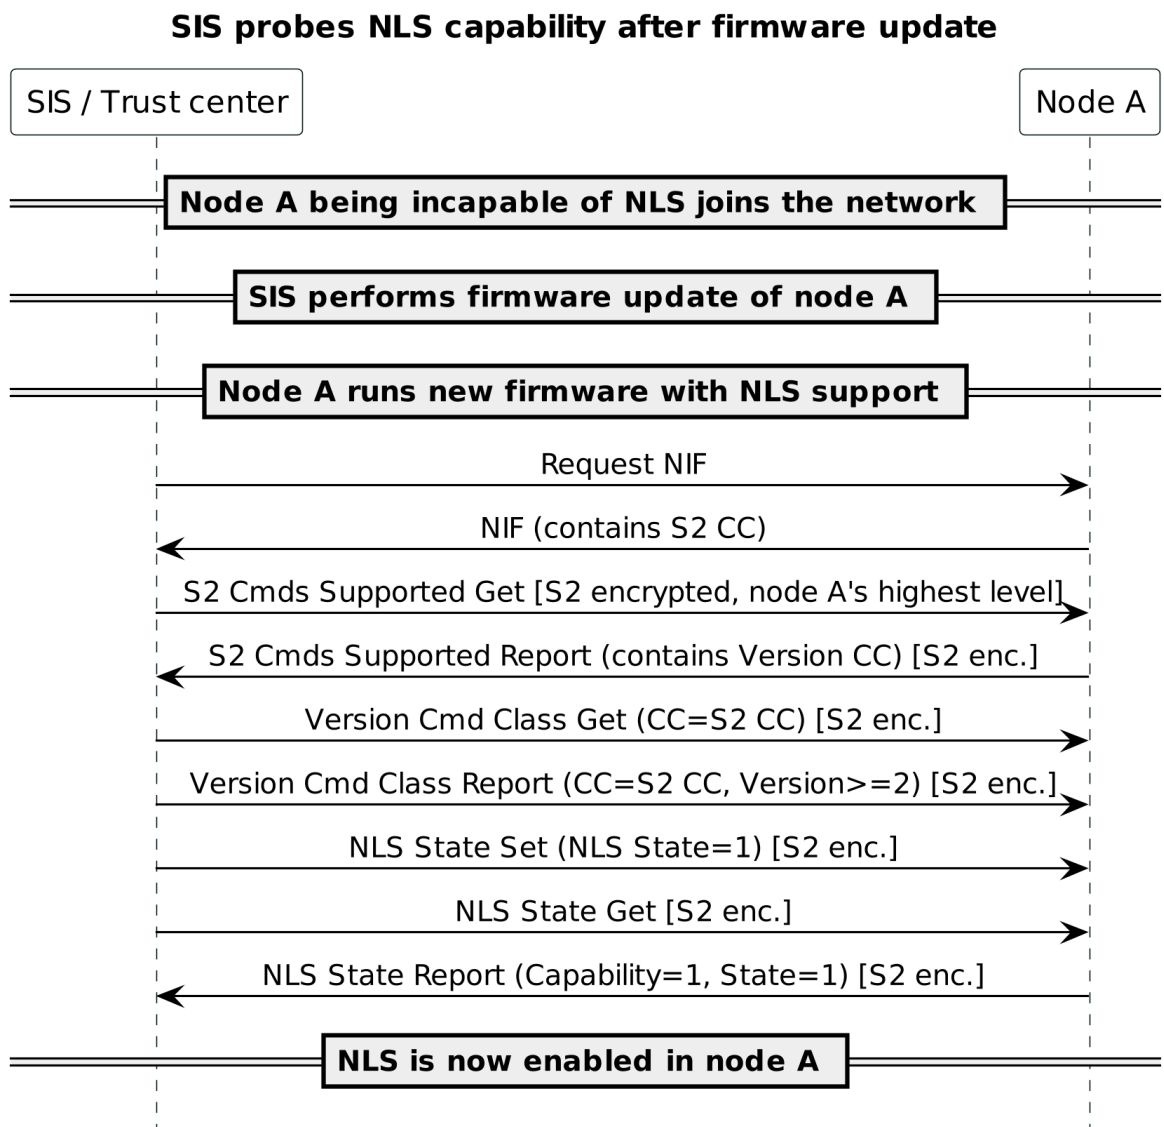 SIS probes NLS capability after firmware update
SIS / Trust center
Node A
Node A being incapable of NLS joins the network
SIS performs firmware update of node A
Node A runs new firmware with NLS support
Request NIF
NIF (contains S2 CC)
S2 Cmds Supported Get [S2 encrypted, node A's highest level]
S2 Cmds Supported Report (contains Version CC) [S2 enc.]
Version Cmd Class Get (CC=S2 CC) [S2 enc.]
Version Cmd Class Report (CC=S2 CC, Version>=2) [S2 enc.]
NLS State Set (NLS State=1) [S2 enc.]
NLS State Get [S2 enc.]
NLS State Report (Capability=1, State=1) [S2 enc.]
NLS is now enabled in node A